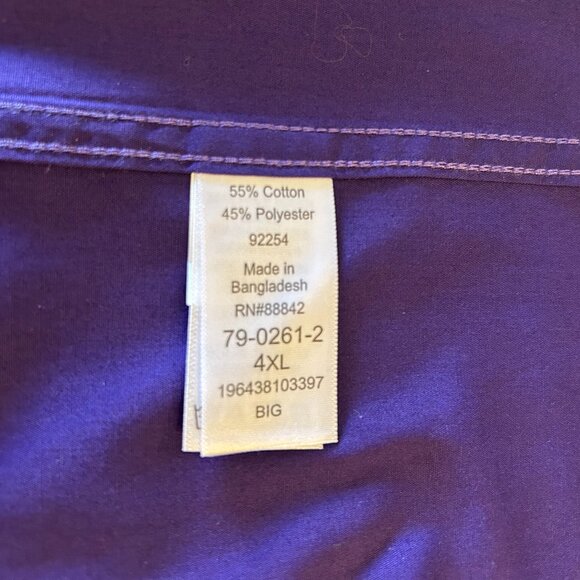 55% Cotton
45% Polyester
92254
Made in
Bangladesh
RN#88842
79-0261-2
4XL
196438103397
BIG